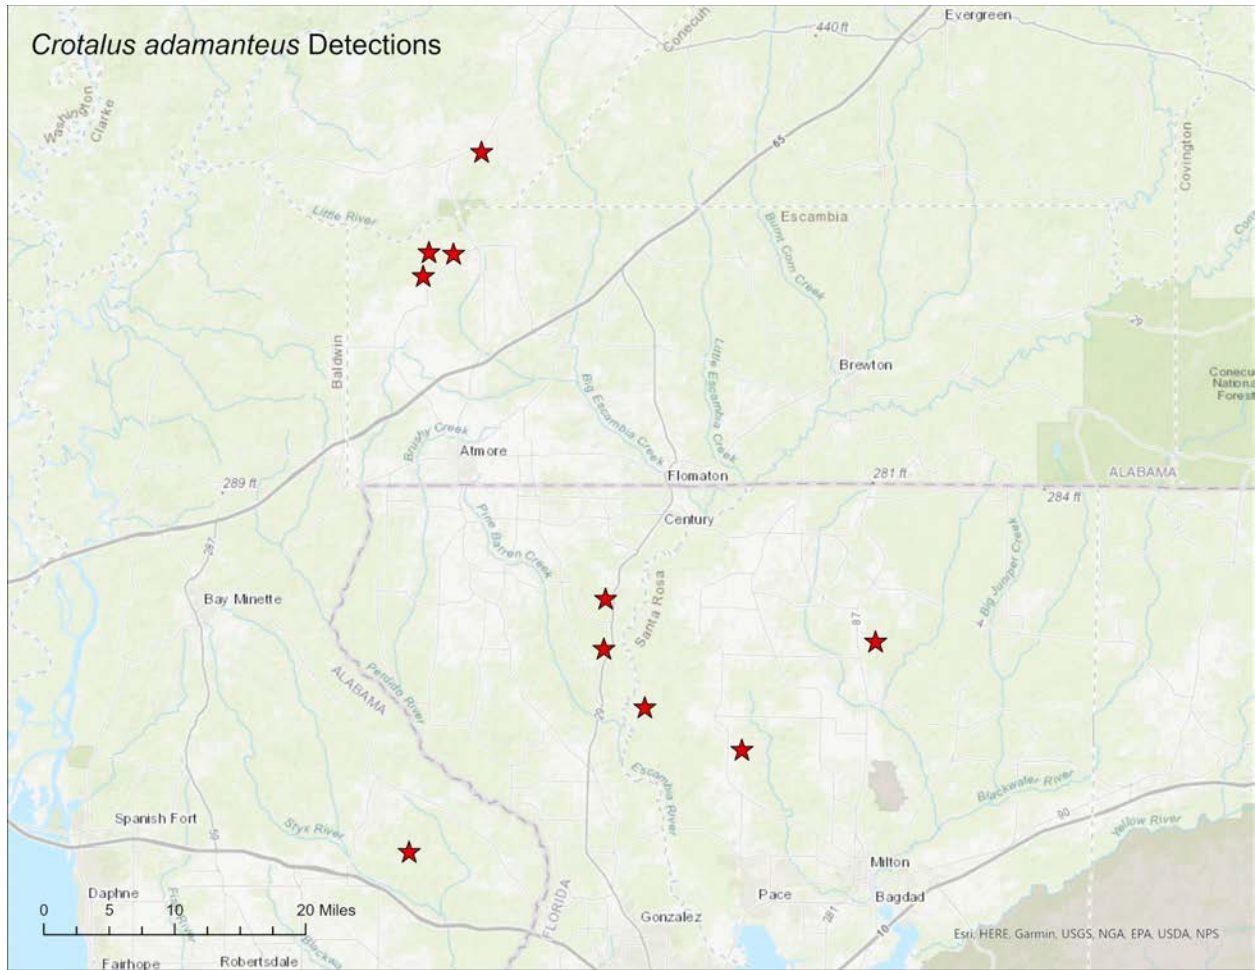 Crotalus adamanteus Detections
Evergreen
440 ft
Conecuh
Washington
Clarke
65
Covington
Little River
Escambia
Burnt Corn Creek
29
Baldwin
Brewton
Conecuh
National
Forest
Big Escambia Creek
Little Escambia Creek
Brushy Creek
Atmore
Flomaton
281 ft
ALABAMA
289 ft
284 ft
Century
Pine Barren Creek
Big Juniper Creek
287
Bay Minette
Santa Rosa
87
Perdido River
ALABAMA
29
Escambia River
Blackwater River
90
Yellow River
Spanish Fort
59
Styx River
Milton
Daphne
Pace
Bagdad
0 5 10 20 Miles
FLORIDA
Gonzalez
281
10
Esri, HERE, Garmin, USGS, NGA, EPA, USDA, NPS
Fairhope
Robertsdale